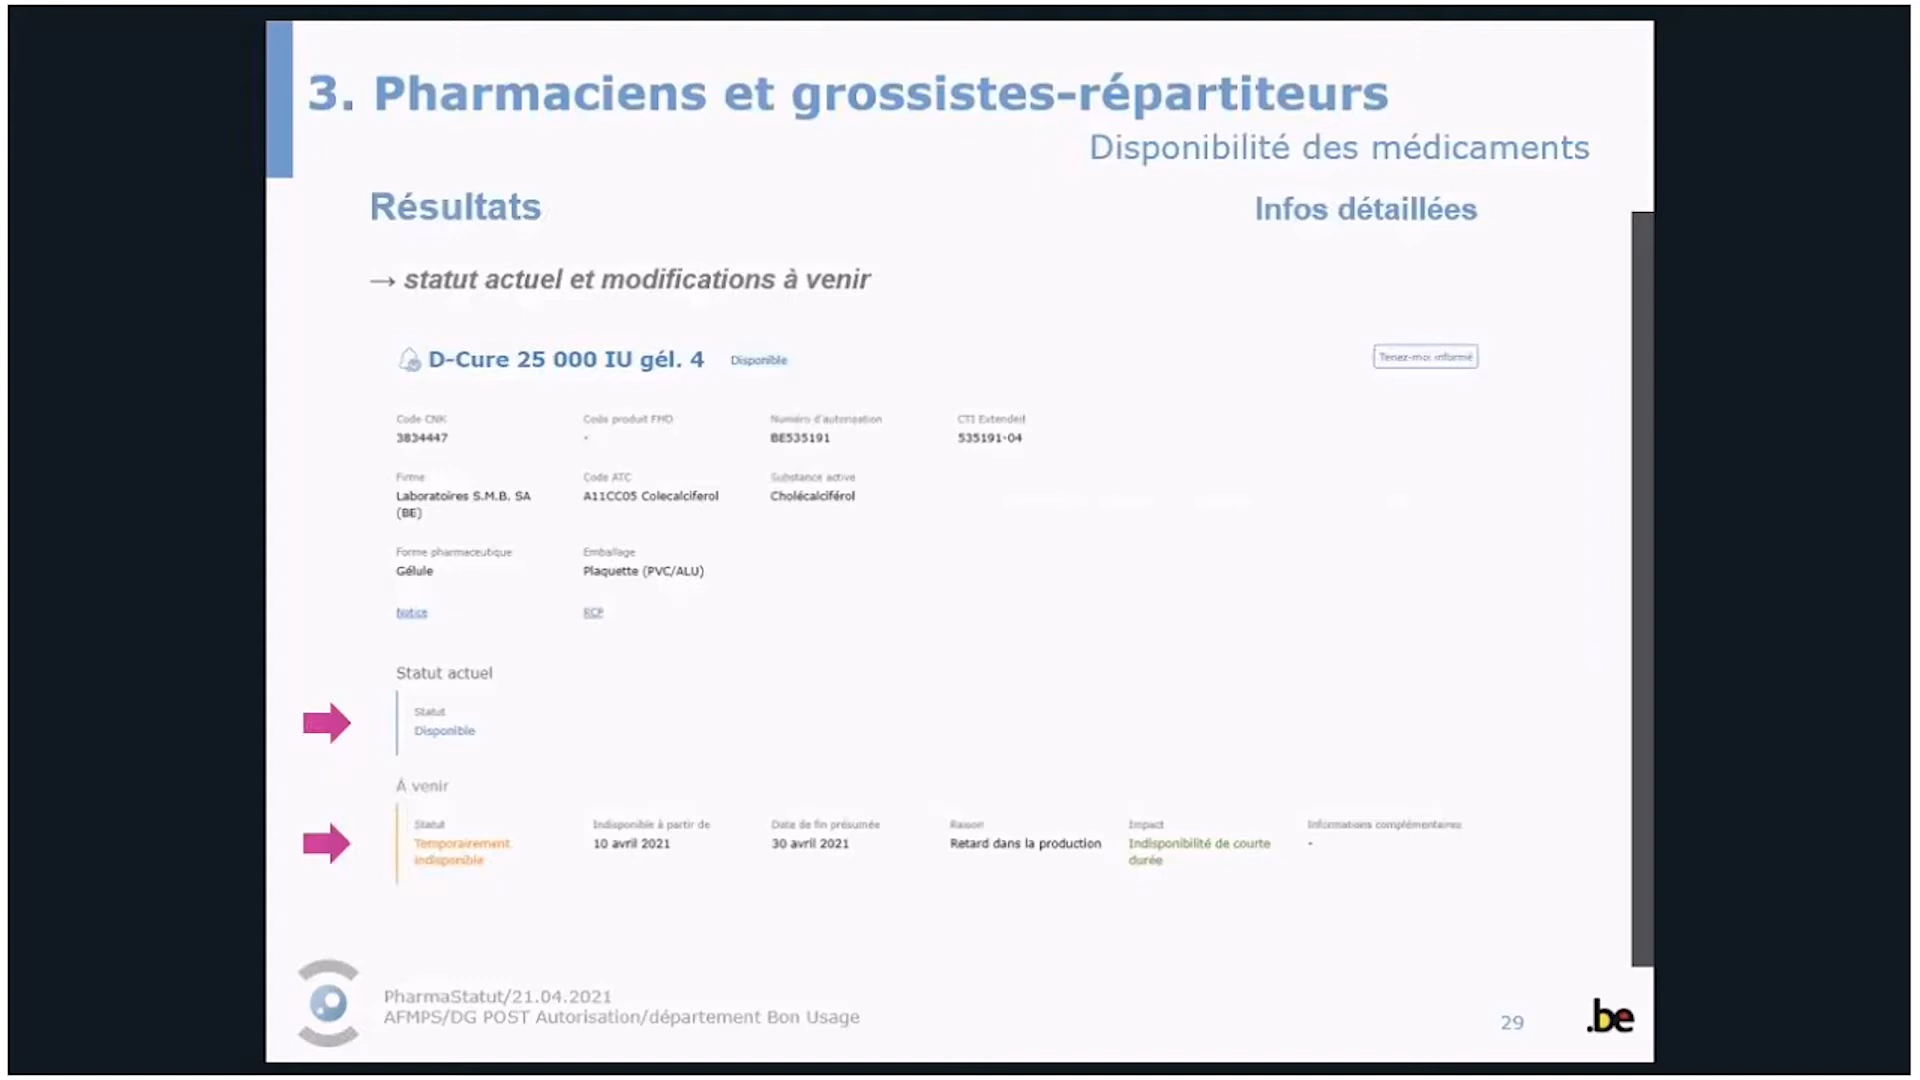 3. Pharmaciens et grossistes-répartiteurs
Disponibilité des médicaments
Résultats
Infos détaillées
→ statut actuel et modifications à venir
D-Cure 25 000 IU gél. 4
Disponible
Tenez-moi informé
Code CNK
Code produit FMD
Numéro d'autorisation
CTI Extended
3834447
-
BE535191
535191-04
Firme
Code ATC
Substance active
Laboratoires S.M.B. SA
(BE)
A11CC05 Colecalciferol
Cholécalciférol
Forme pharmaceutique
Emballage
Gélule
Plaquette (PVC/ALU)
Notice
RCP
Statut actuel
Statut
Disponible
À venir
Statut
Indisponible à partir de
Date de fin présumée
Raison
Impact
Informations complémentaires
Temporairement
indisponible
10 avril 2021
30 avril 2021
Retard dans la production
Indisponibilité de courte
durée
-
PharmaStatut/21.04.2021
AFMPS/DG POST Autorisation/département Bon Usage
29
.be